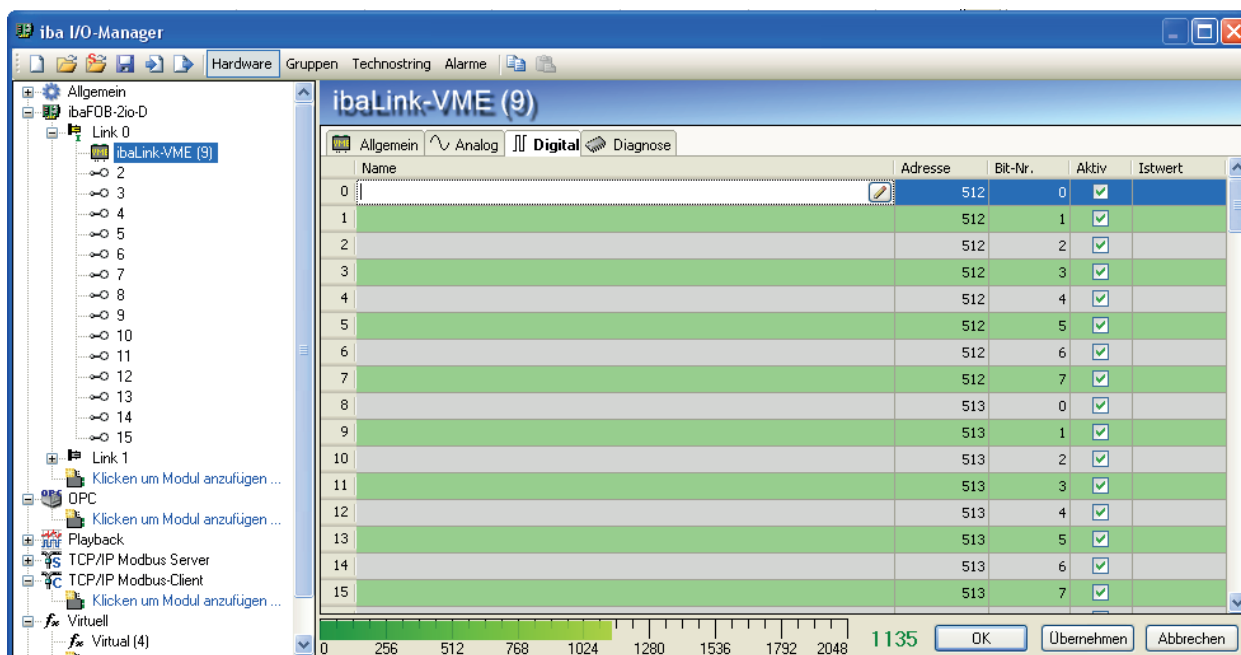 iba I/O-Manager
Hardware Gruppen Technostring Alarme
Allgemein
ibaFOB-2io-D
Link 0
ibaLink-VME (9)
2
3
4
5
6
7
8
9
10
11
12
13
14
15
Link 1
Klicken um Modul anzufügen ...
OPC
Klicken um Modul anzufügen ...
Playback
TCP/IP Modbus Server
TCP/IP Modbus-Client
Klicken um Modul anzufügen ...
Virtuell
Virtual (4)
ibaLink-VME (9)
Allgemein Analog Digital Diagnose
Name Adresse Bit-Nr. Aktiv Istwert
0 512 0
1 512 1
2 512 2
3 512 3
4 512 4
5 512 5
6 512 6
7 512 7
8 513 0
9 513 1
10 513 2
11 513 3
12 513 4
13 513 5
14 513 6
15 513 7
0 256 512 768 1024 1280 1536 1792 2048
1135 OK Übernehmen Abbrechen